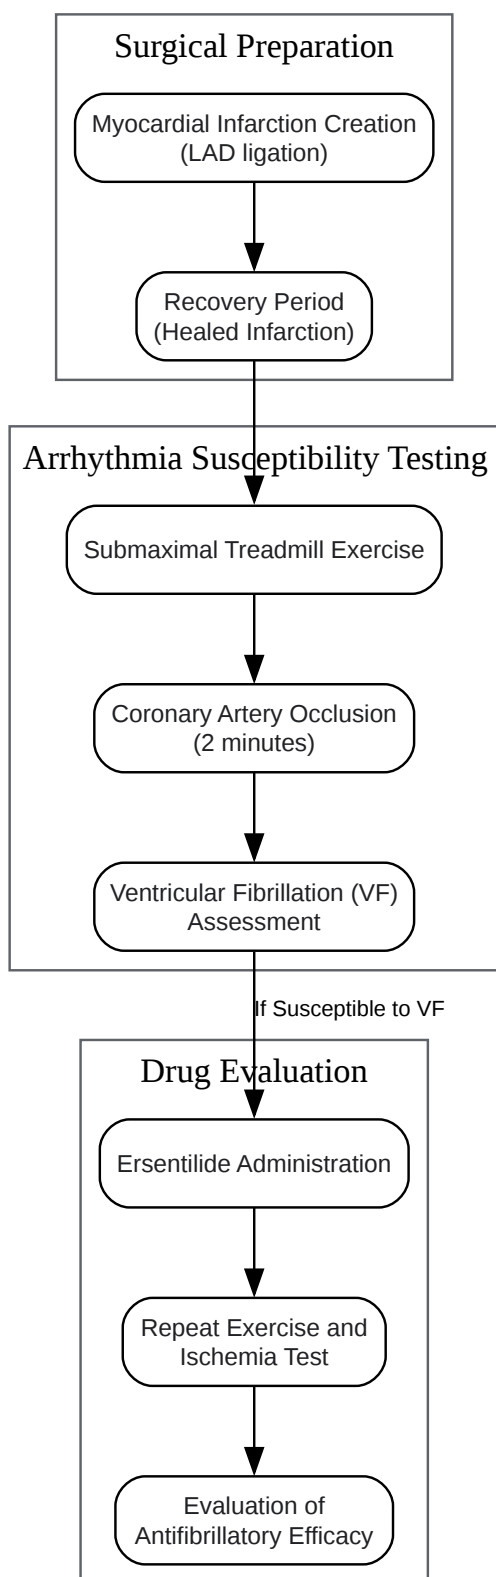 Surgical Preparation
Myocardial Infarction Creation
(LAD ligation)
Recovery Period
(Healed Infarction)
Arrhythmia Susceptibility Testing
Submaximal Treadmill Exercise
Coronary Artery Occlusion
(2 minutes)
Ventricular Fibrillation (VF)
Assessment
If Susceptible to VF
Drug Evaluation
Ersentilide Administration
Repeat Exercise and
Ischemia Test
Evaluation of
Antifibrillatory Efficacy